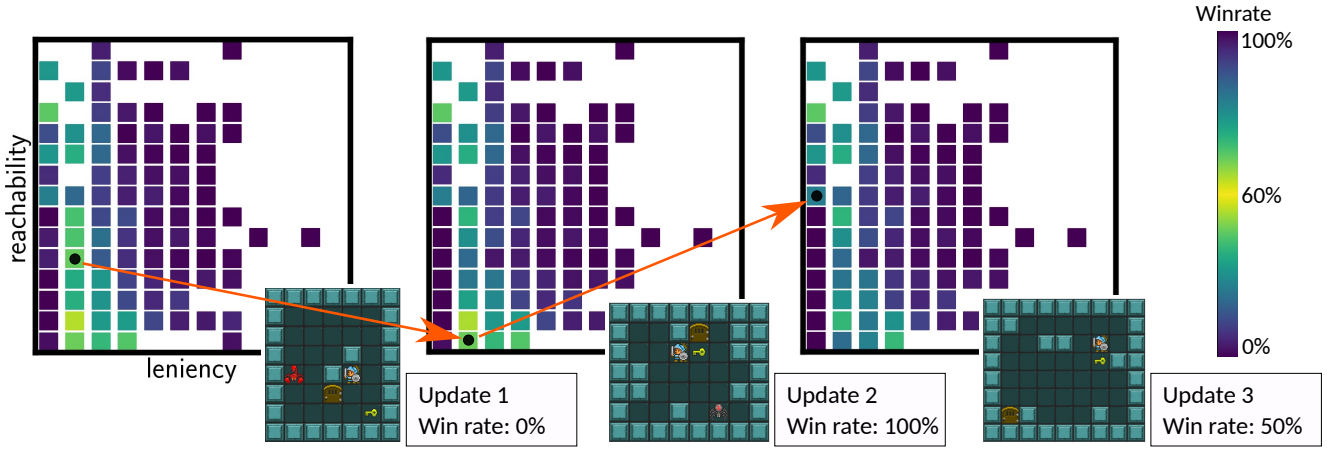 Winrate
100%
60%
0%
reachability
leniency
Update 1
Win rate: 0%
Update 2
Win rate: 100%
Update 3
Win rate: 50%